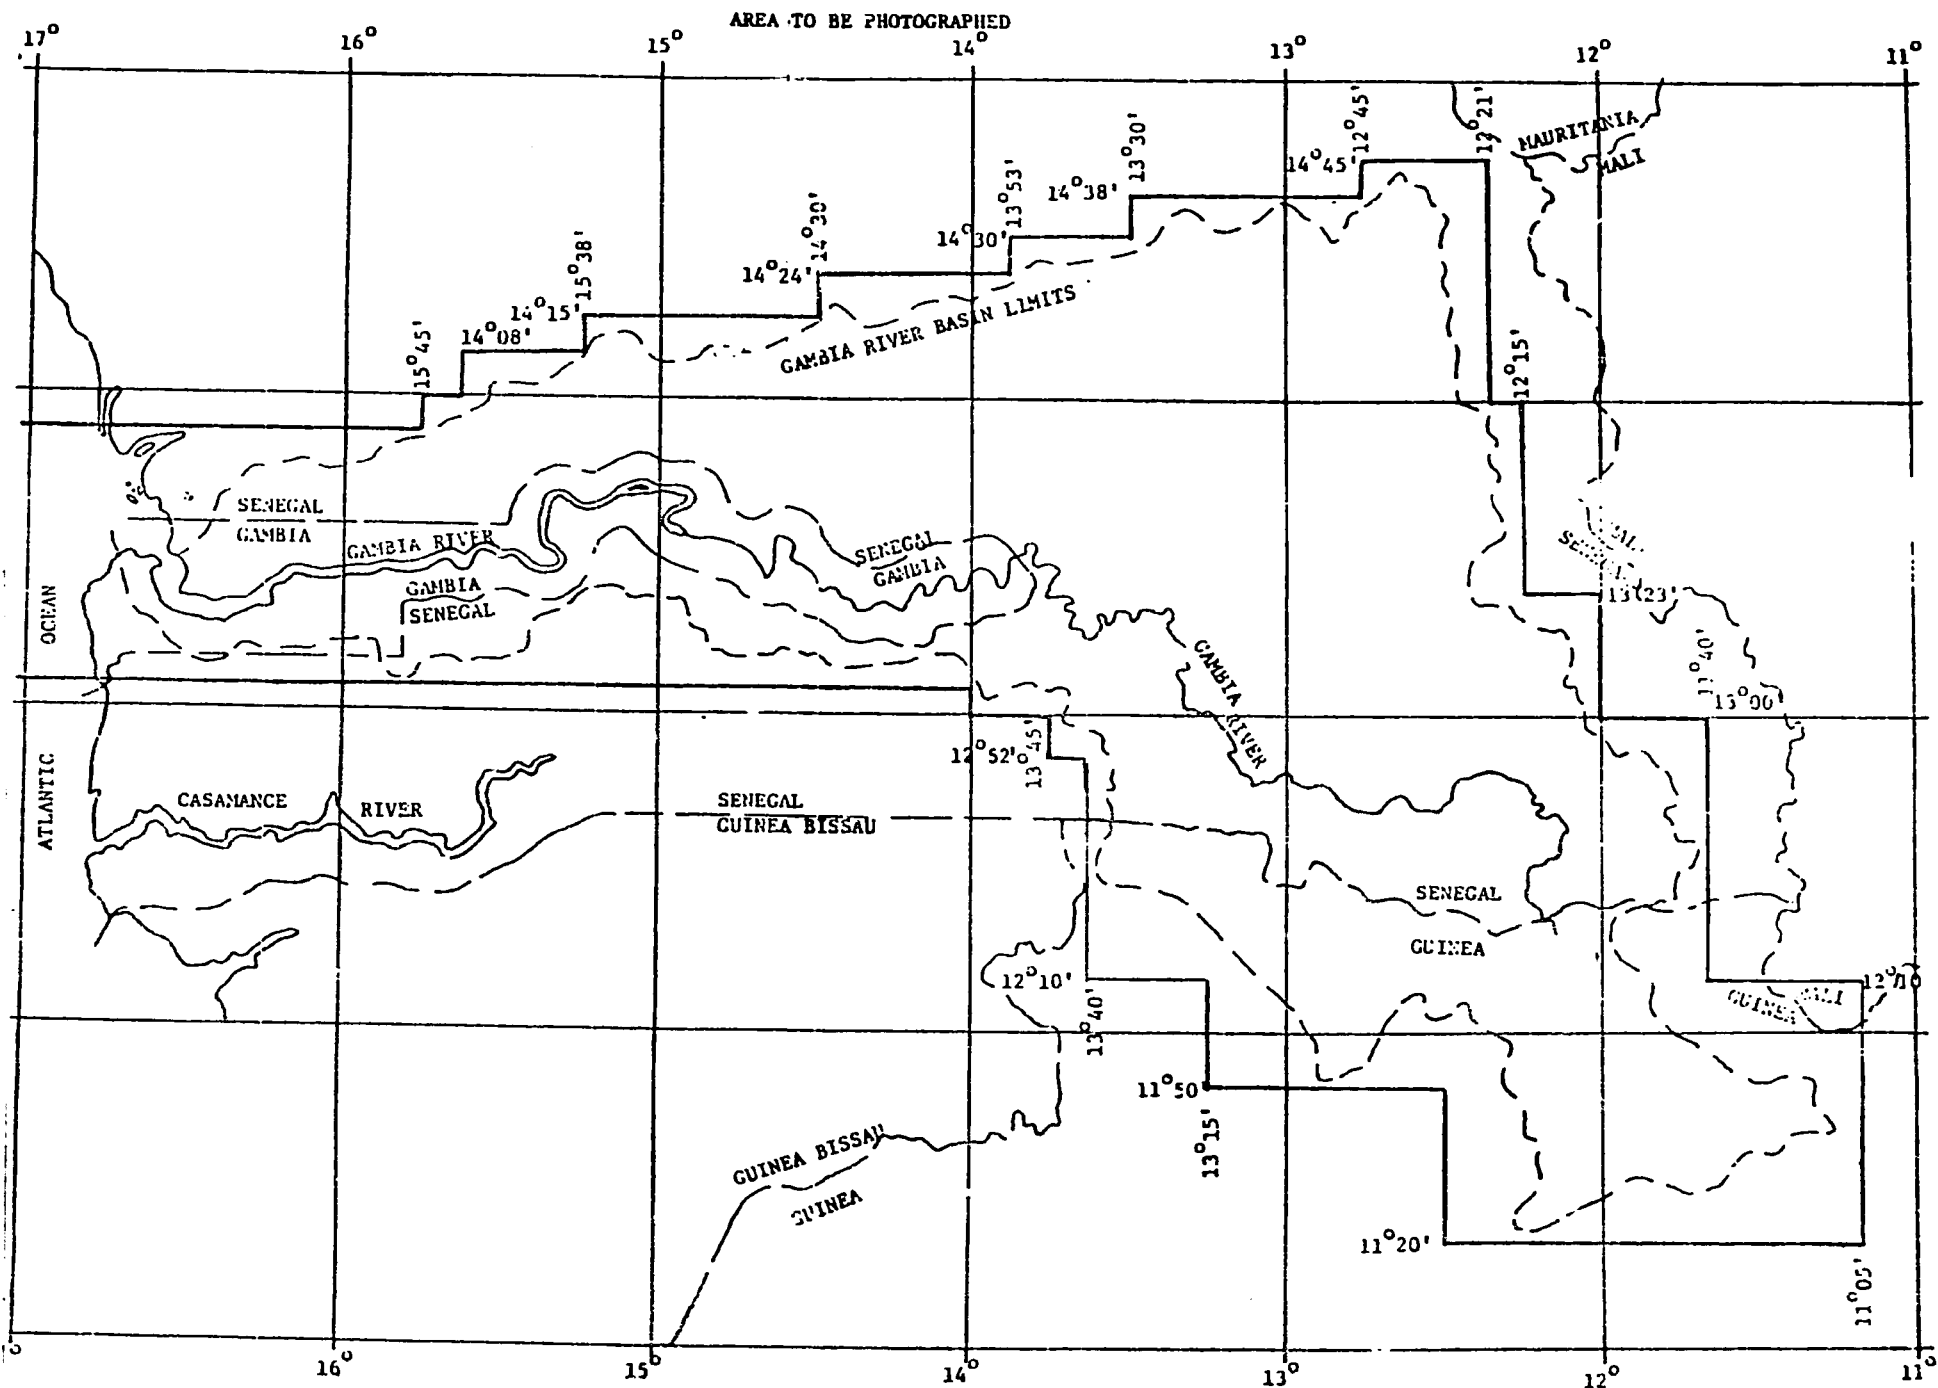 AREA TO BE PHOTOGRAPHED
17° 16° 15° 14° 13° 12° 11°
12°45'
12°21'
MAURITANIA
MALI
13°30'
14°45'
13°53'
14°38'
14°30'
14°30'
15°38'
14°24'
14°15'
GAMBIA RIVER BASIN LIMITS
14°08'
15°45'
12°15'
SENEGAL
GAMBIA
GAMBIA RIVER
SENEGAL
GAMBIA
GAMBIA
SENEGAL
13°23'
OCEAN
11°40'
13°00'
GAMBIA RIVER
12°52'
13°45'
ATLANTIC
CASAMANCE RIVER
SENEGAL
GUINEA BISSAU
SENEGAL
GUINEA
12°10'
12°10
MALI
GUINEA
13°40'
11°50
13°15'
GUINEA BISSAU
GUINEA
11°20'
11°05'
16° 15° 14° 13° 12° 11°